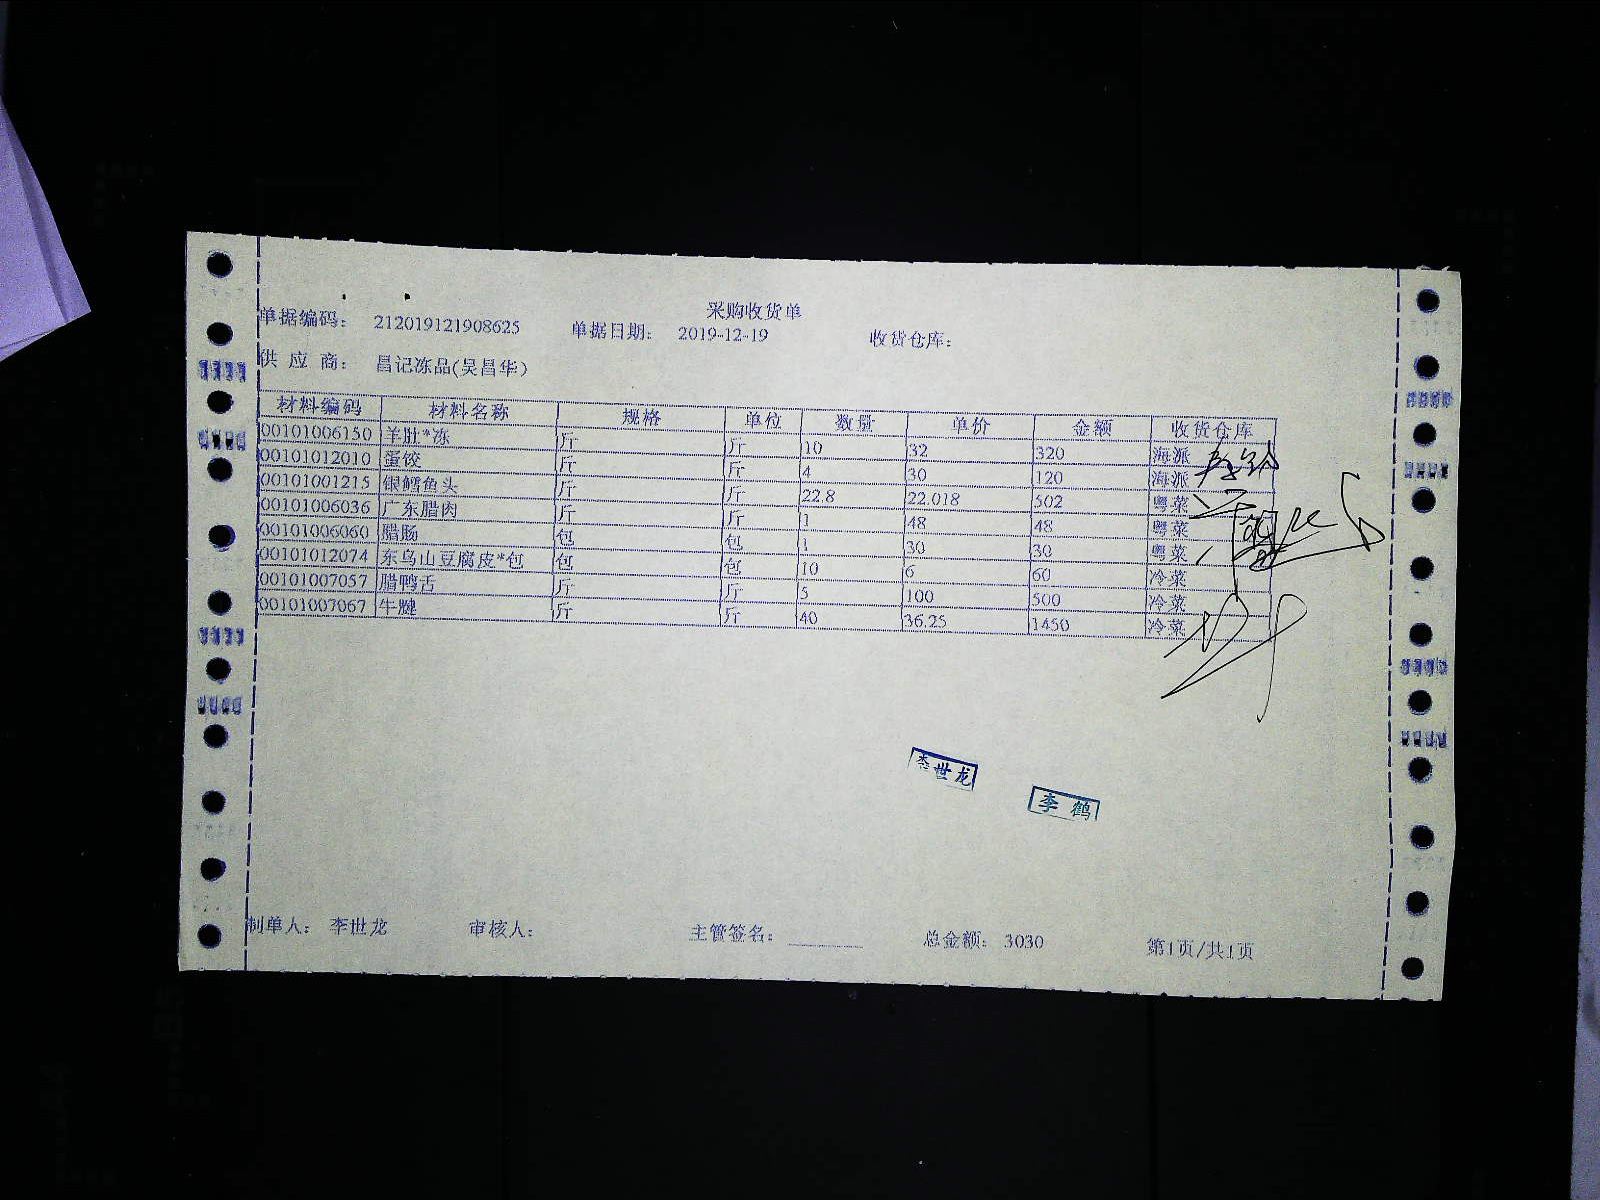 采购收货单
单据编码： 212019121908625 单据日期： 2019-12-19 收货仓库：
供 应 商： 昌记冻品(吴昌华)
材料编码 材料名称 规格 单位 数量 单价 金额 收货仓库
00101006150 羊肚*冻 斤 斤 10 32 320 海派
00101012010 蛋饺 斤 斤 4 30 120 海派
00101001215 银鳕鱼头 斤 斤 22.8 22.018 502 粤菜
00101006036 广东腊肉 斤 斤 1 48 48 粤菜
00101006060 腊肠 包 包 1 30 30 粤菜
00101012074 东乌山豆腐皮*包 包 包 10 6 60 冷菜
00101007057 腊鸭舌 斤 斤 5 100 500 冷菜
00101007067 牛腱 斤 斤 40 36.25 1450 冷菜
李世龙
李鹤
制单人： 李世龙 审核人： 主管签名： 总金额： 3030 第1页/共1页